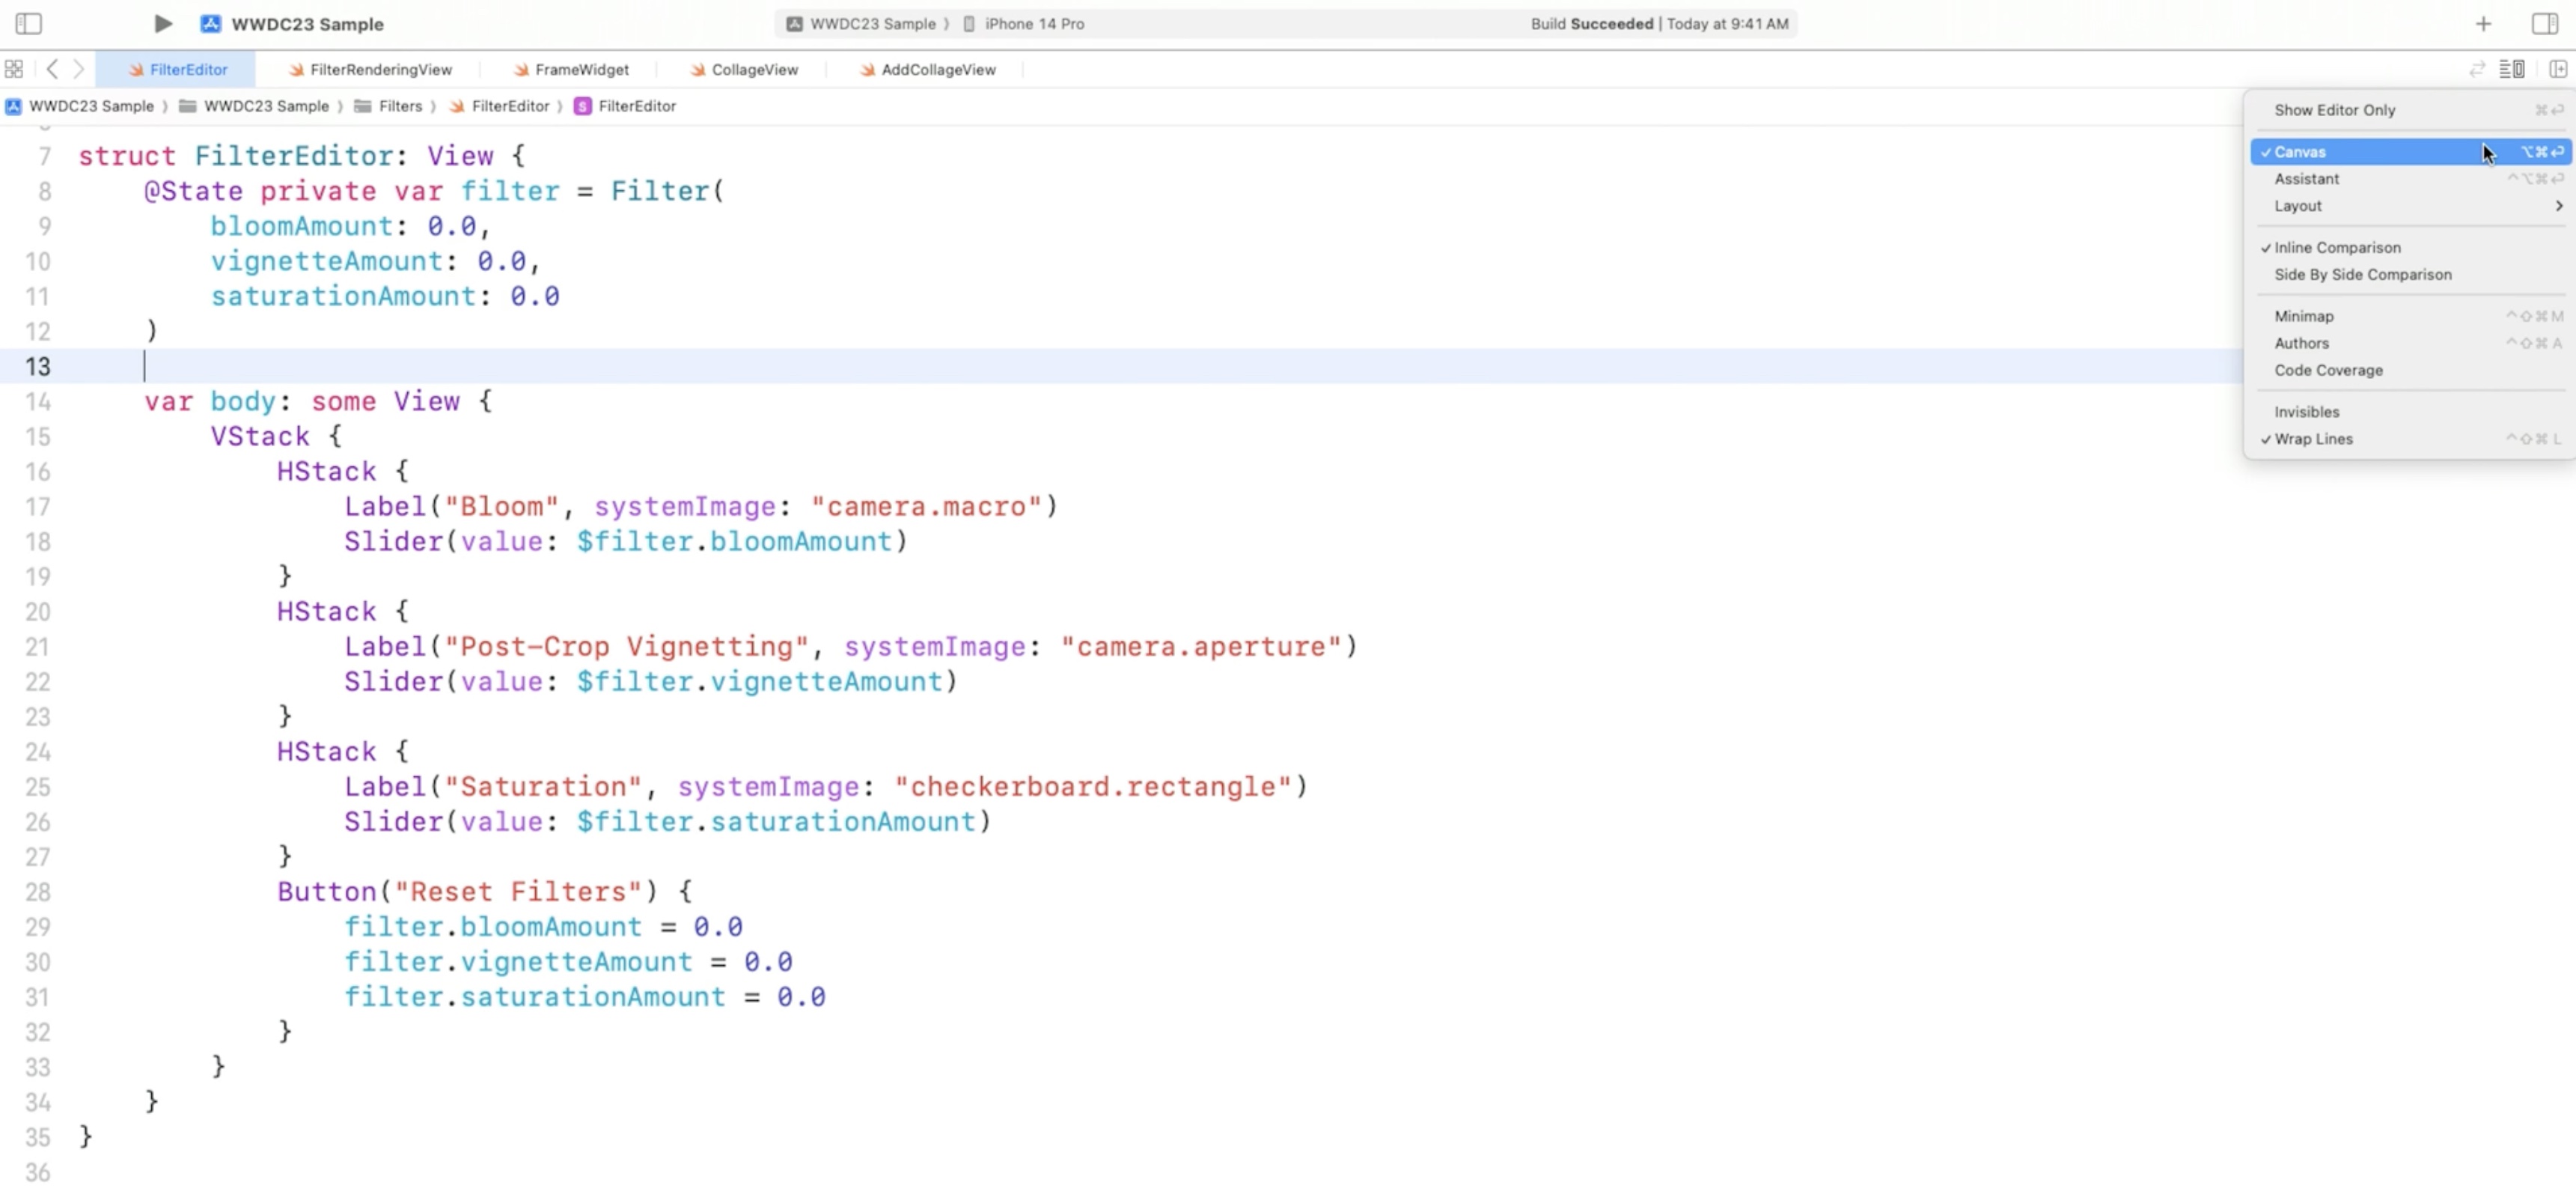 WWDC23 Sample
WWDC23 Sample 〉 iPhone 14 Pro
Build Succeeded | Today at 9:41 AM
FilterEditor
FilterRenderingView
FrameWidget
CollageView
AddCollageView
WWDC23 Sample 〉 WWDC23 Sample 〉 Filters 〉 FilterEditor 〉 S FilterEditor
7 struct FilterEditor: View {
8 @State private var filter = Filter(
9 bloomAmount: 0.0,
10 vignetteAmount: 0.0,
11 saturationAmount: 0.0
12 )
13
14 var body: some View {
15 VStack {
16 HStack {
17 Label("Bloom", systemImage: "camera.macro")
18 Slider(value: $filter.bloomAmount)
19 }
20 HStack {
21 Label("Post-Crop Vignetting", systemImage: "camera.aperture")
22 Slider(value: $filter.vignetteAmount)
23 }
24 HStack {
25 Label("Saturation", systemImage: "checkerboard.rectangle")
26 Slider(value: $filter.saturationAmount)
27 }
28 Button("Reset Filters") {
29 filter.bloomAmount = 0.0
30 filter.vignetteAmount = 0.0
31 filter.saturationAmount = 0.0
32 }
33 }
34 }
35 }
36
Show Editor Only ⌘↩
✓ Canvas ⌥⌘↩
Assistant ^⌥⌘↩
Layout
✓ Inline Comparison
Side By Side Comparison
Minimap ^⇧⌘M
Authors ^⇧⌘A
Code Coverage
Invisibles
✓ Wrap Lines ^⇧⌘L